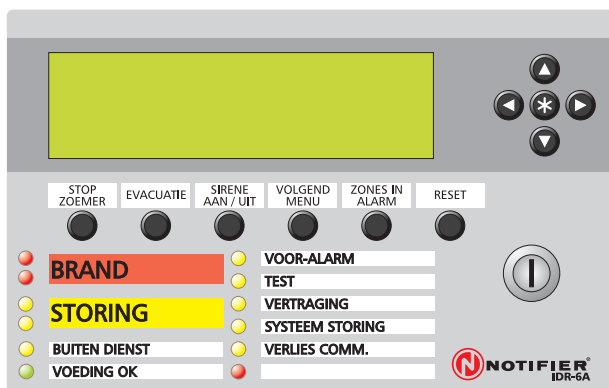 STOP
ZOEMER
EVACUATIE
SIRENE
AAN / UIT
VOLGEND
MENU
ZONES IN
ALARM
RESET
BRAND
STORING
BUITEN DIENST
VOEDING OK
VOOR-ALARM
TEST
VERTRAGING
SYSTEEM STORING
VERLIES COMM.
N NOTIFIER®
IDR-6A